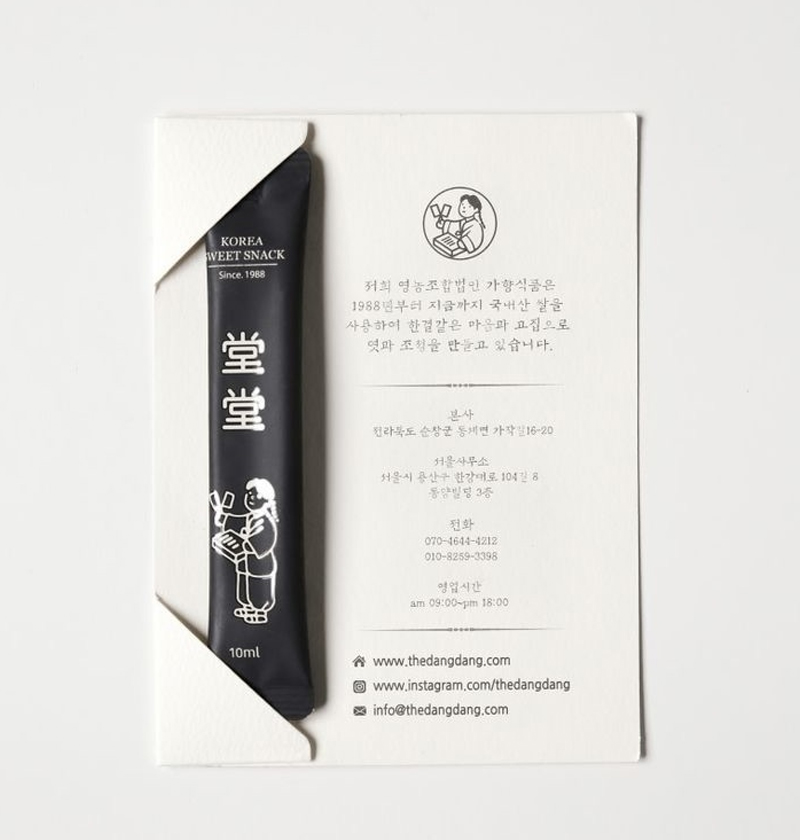 KOREA
WEET SNACK
Since. 1988
堂
堂
10ml
저희 영농조합법인 가향식품은
1988년부터 지금까지 국내산 쌀을
사용하여 한결같은 마음과 고집으로
엿과 조청을 만들고 있습니다.
본사
전라북도 순창군 동계면 가작길16-20
서울사무소
서울시 용산구 한강대로 104길 8
동양빌딩 3층
전화
070-4644-4212
010-8259-3398
영업시간
am 09:00~pm 18:00
www.thedangdang.com
www.instagram.com/thedangdang
info@thedangdang.com